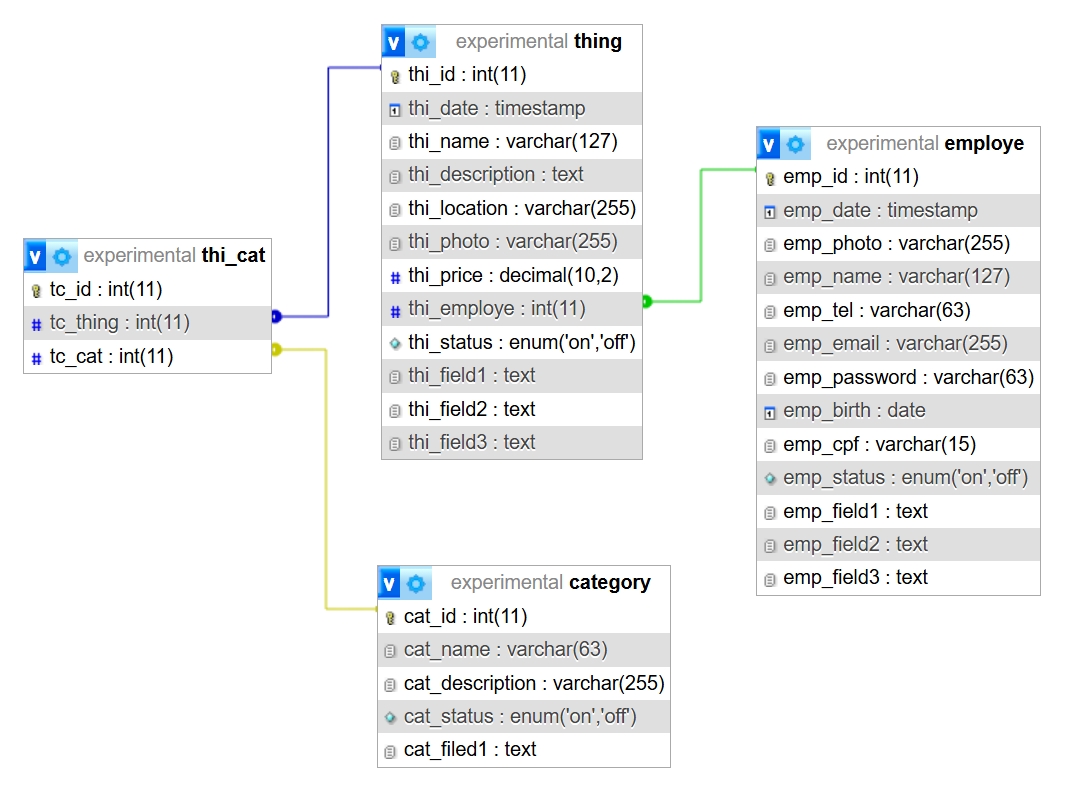 v experimental thing
thi_id : int(11)
thi_date : timestamp
thi_name : varchar(127)
thi_description : text
thi_location : varchar(255)
thi_photo : varchar(255)
# thi_price : decimal(10,2)
# thi_employe : int(11)
thi_status : enum('on','off')
thi_field1 : text
thi_field2 : text
thi_field3 : text
v experimental employe
emp_id : int(11)
emp_date : timestamp
emp_photo : varchar(255)
emp_name : varchar(127)
emp_tel : varchar(63)
emp_email : varchar(255)
emp_password : varchar(63)
emp_birth : date
emp_cpf : varchar(15)
emp_status : enum('on','off')
emp_field1 : text
emp_field2 : text
emp_field3 : text
v experimental thi_cat
tc_id : int(11)
# tc_thing : int(11)
# tc_cat : int(11)
v experimental category
cat_id : int(11)
cat_name : varchar(63)
cat_description : varchar(255)
cat_status : enum('on','off')
cat_filed1 : text